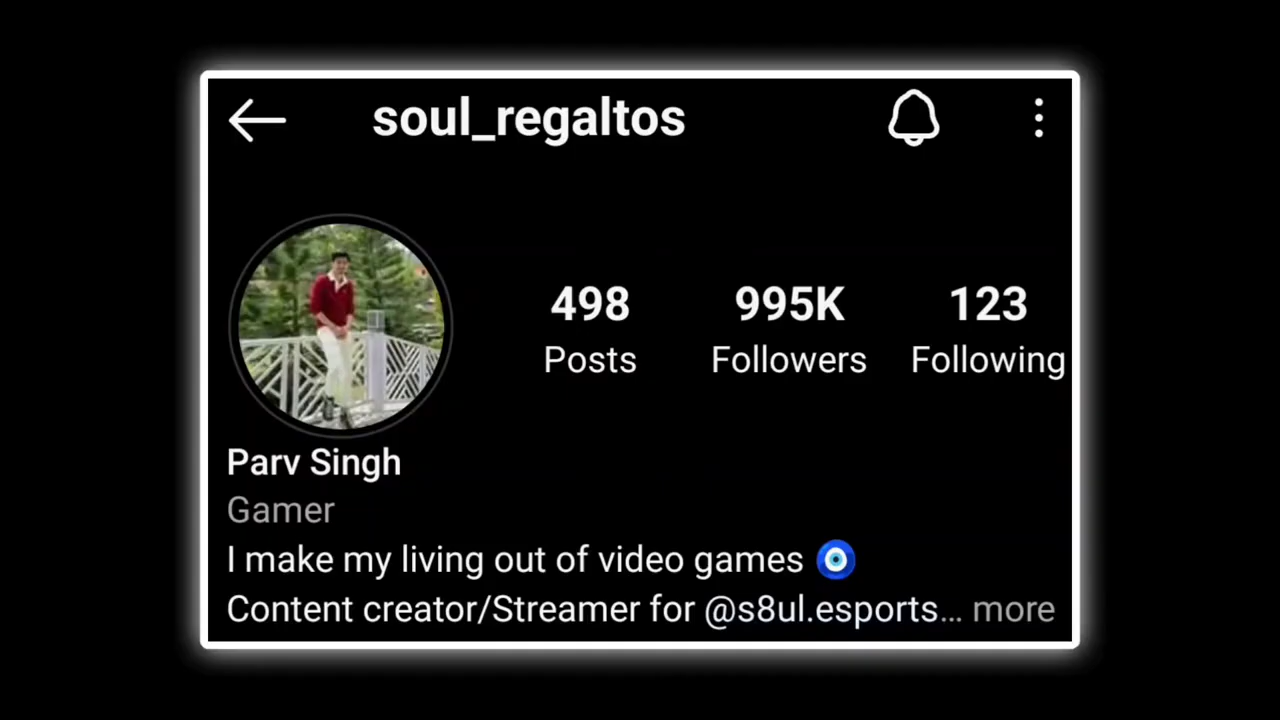 soul_regaltos
498 995K 123
Posts Followers Following
Parv Singh
Gamer
I make my living out of video games 🧿
Content creator/Streamer for @s8ul.esports... more